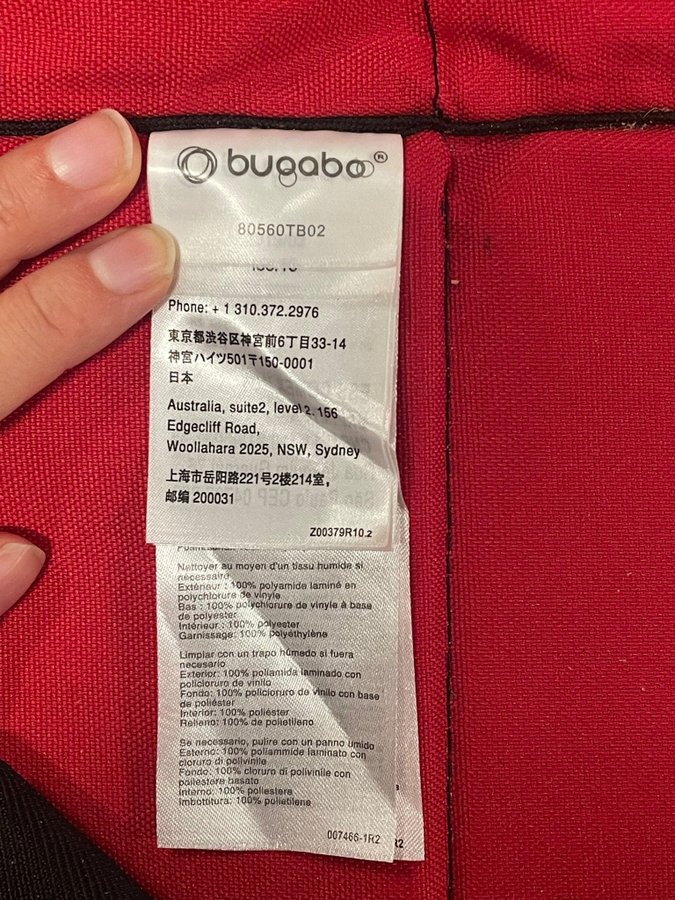 bugaboo®
80560TB02
Phone: + 1 310.372.2976
東京都渋谷区神宮前6丁目33-14
神宮ハイツ501〒150-0001
日本
Australia, suite2, level2.156
Edgecliff Road,
Woollahara 2025, NSW, Sydney
上海市岳阳路221号2楼214室,
邮编 200031
Z00379R10.2
Nettoyer au moyen d'un tissu humide si
nécessaire
Extérieur : 100% polyamide laminé en
polychlorure de vinyle
Bas : 100% polychlorure de vinyle à base
de polyester
Intérieur : 100% polyester
Garnissage: 100% polyéthylène
Limpiar con un trapo húmedo si fuera
necesario
Exterior: 100% poliamida laminado con
policloruro de vinilo
Fondo: 100% policloruro de vinilo con base
de poliéster
Interior: 100% poliéster
Relleno: 100% de polietileno
Se necessario, pulire con un panno umido
Esterno: 100% poliammide laminato con
cloruro di polivinile
Fondo: 100% cloruro di polivinile con
poliestere basato
Interno: 100% poliestere
Imbottitura: 100% polietilene
007466-1R2
R2